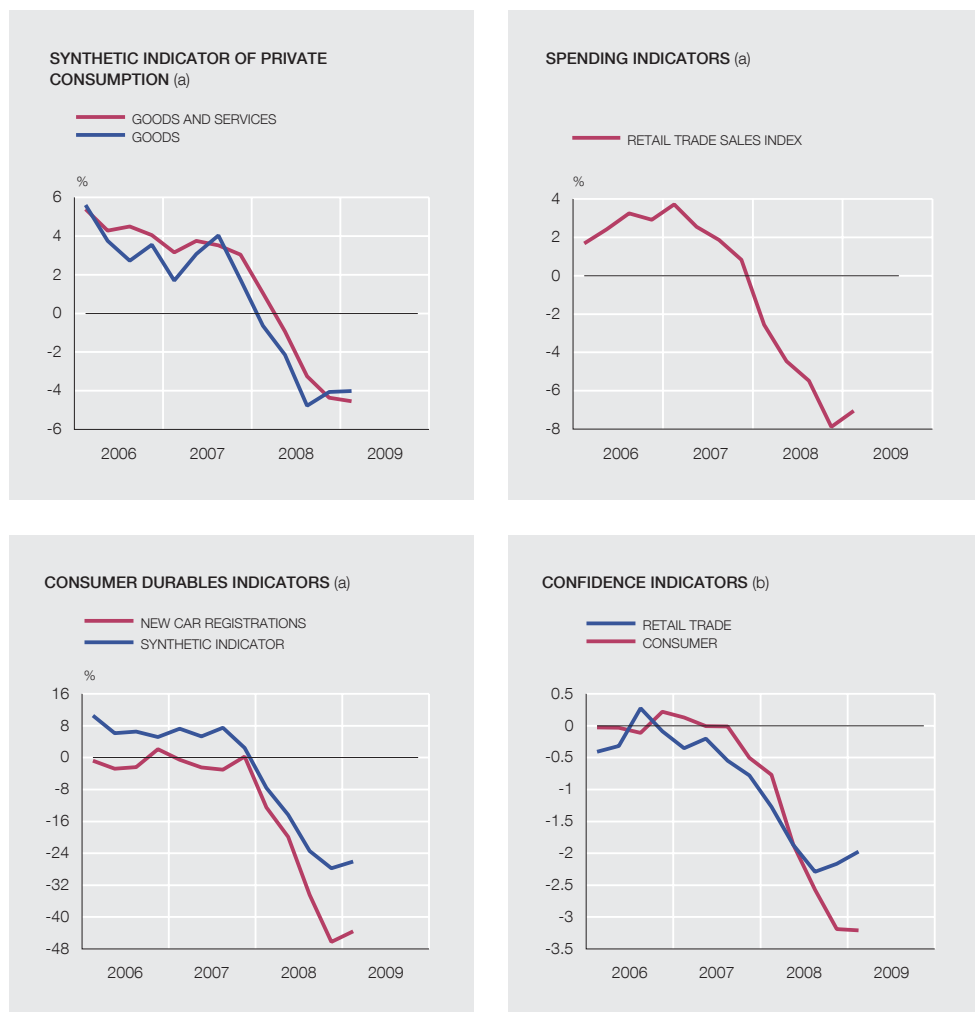 SYNTHETIC INDICATOR OF PRIVATE
CONSUMPTION (a)
GOODS AND SERVICES
GOODS
%
6
4
2
0
-2
-4
-6
2006 2007 2008 2009
SPENDING INDICATORS (a)
RETAIL TRADE SALES INDEX
%
4
2
0
-2
-4
-6
-8
2006 2007 2008 2009
CONSUMER DURABLES INDICATORS (a)
NEW CAR REGISTRATIONS
SYNTHETIC INDICATOR
%
16
8
0
-8
-16
-24
-32
-40
-48
2006 2007 2008 2009
CONFIDENCE INDICATORS (b)
RETAIL TRADE
CONSUMER
0.5
0
-0.5
-1
-1.5
-2
-2.5
-3
-3.5
2006 2007 2008 2009